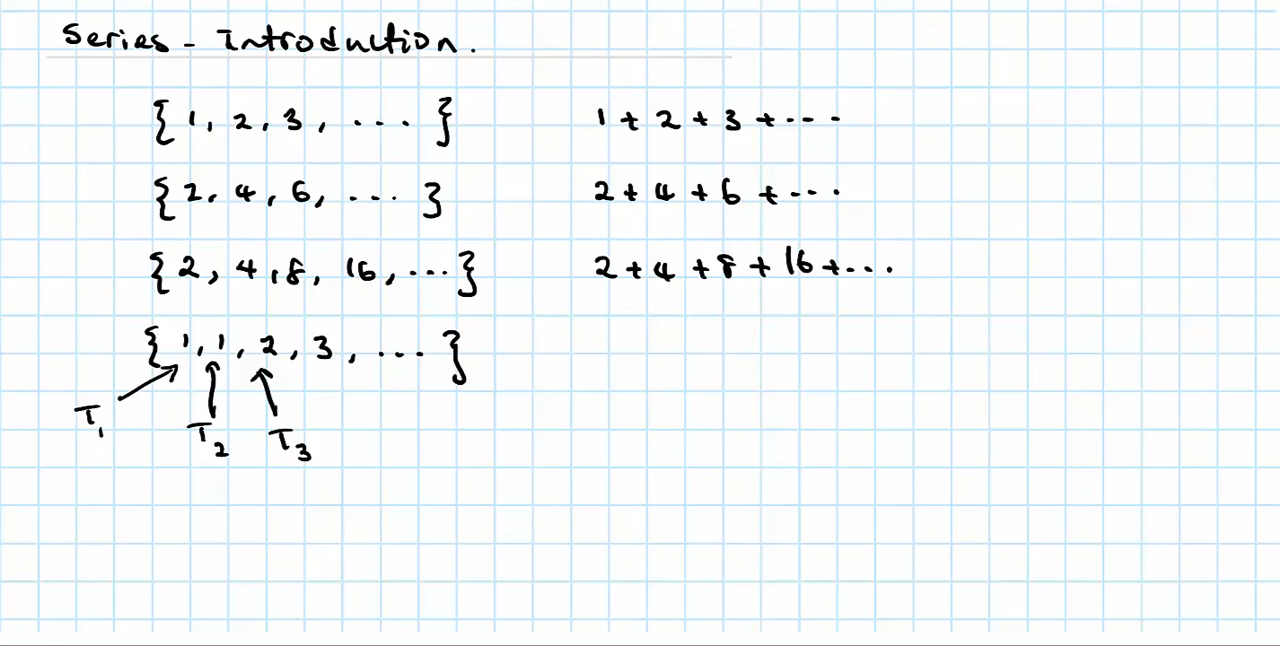 Series - Introduction.
{ 1, 2, 3, ... } 1 + 2 + 3 + ...
{ 2, 4, 6, ... } 2 + 4 + 6 + ...
{ 2, 4, 8, 16, ... } 2 + 4 + 8 + 16 + ...
{ 1, 1, 2, 3, ... }
T₁ T₂ T₃